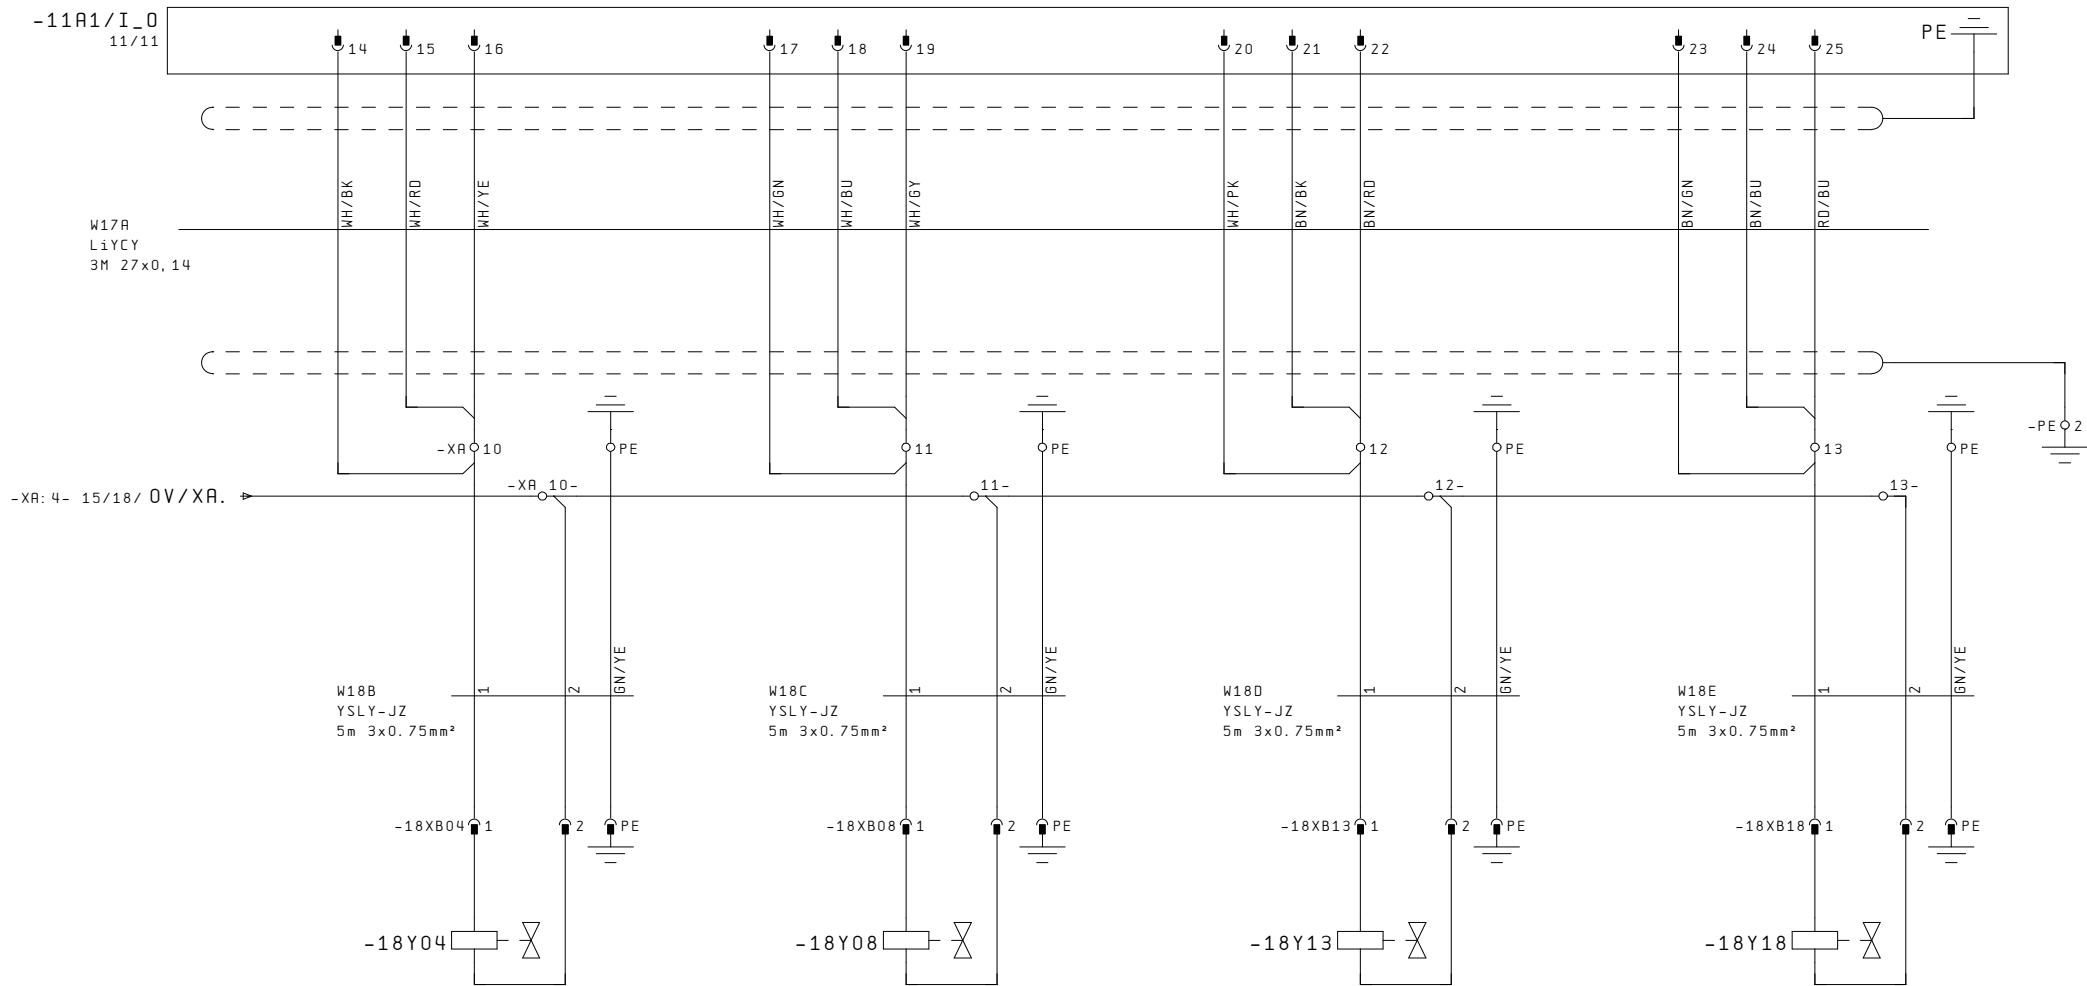 -11A1/I_O
11/11
14 15 16 17 18 19 20 21 22 23 24 25 PE
WH/BK WH/RD WH/YE WH/GN WH/BU WH/GY WH/PK BN/BK BN/RD BN/GN BN/BU RD/BU
W17A
LiYCY
3M 27x0,14
-XA 10 PE 11 PE 12 PE 13 PE -PE 2
-XA:4- 15/18/ 0V/XA. -XA 10- 11- 12- 13-
1 2 GN/YE 1 2 GN/YE 1 2 GN/YE 1 2 GN/YE
W18B W18C W18D W18E
YSLY-JZ YSLY-JZ YSLY-JZ YSLY-JZ
5m 3x0.75mm² 5m 3x0.75mm² 5m 3x0.75mm² 5m 3x0.75mm²
-18XB04 1 2 PE -18XB08 1 2 PE -18XB13 1 2 PE -18XB18 1 2 PE
-18Y04 -18Y08 -18Y13 -18Y18